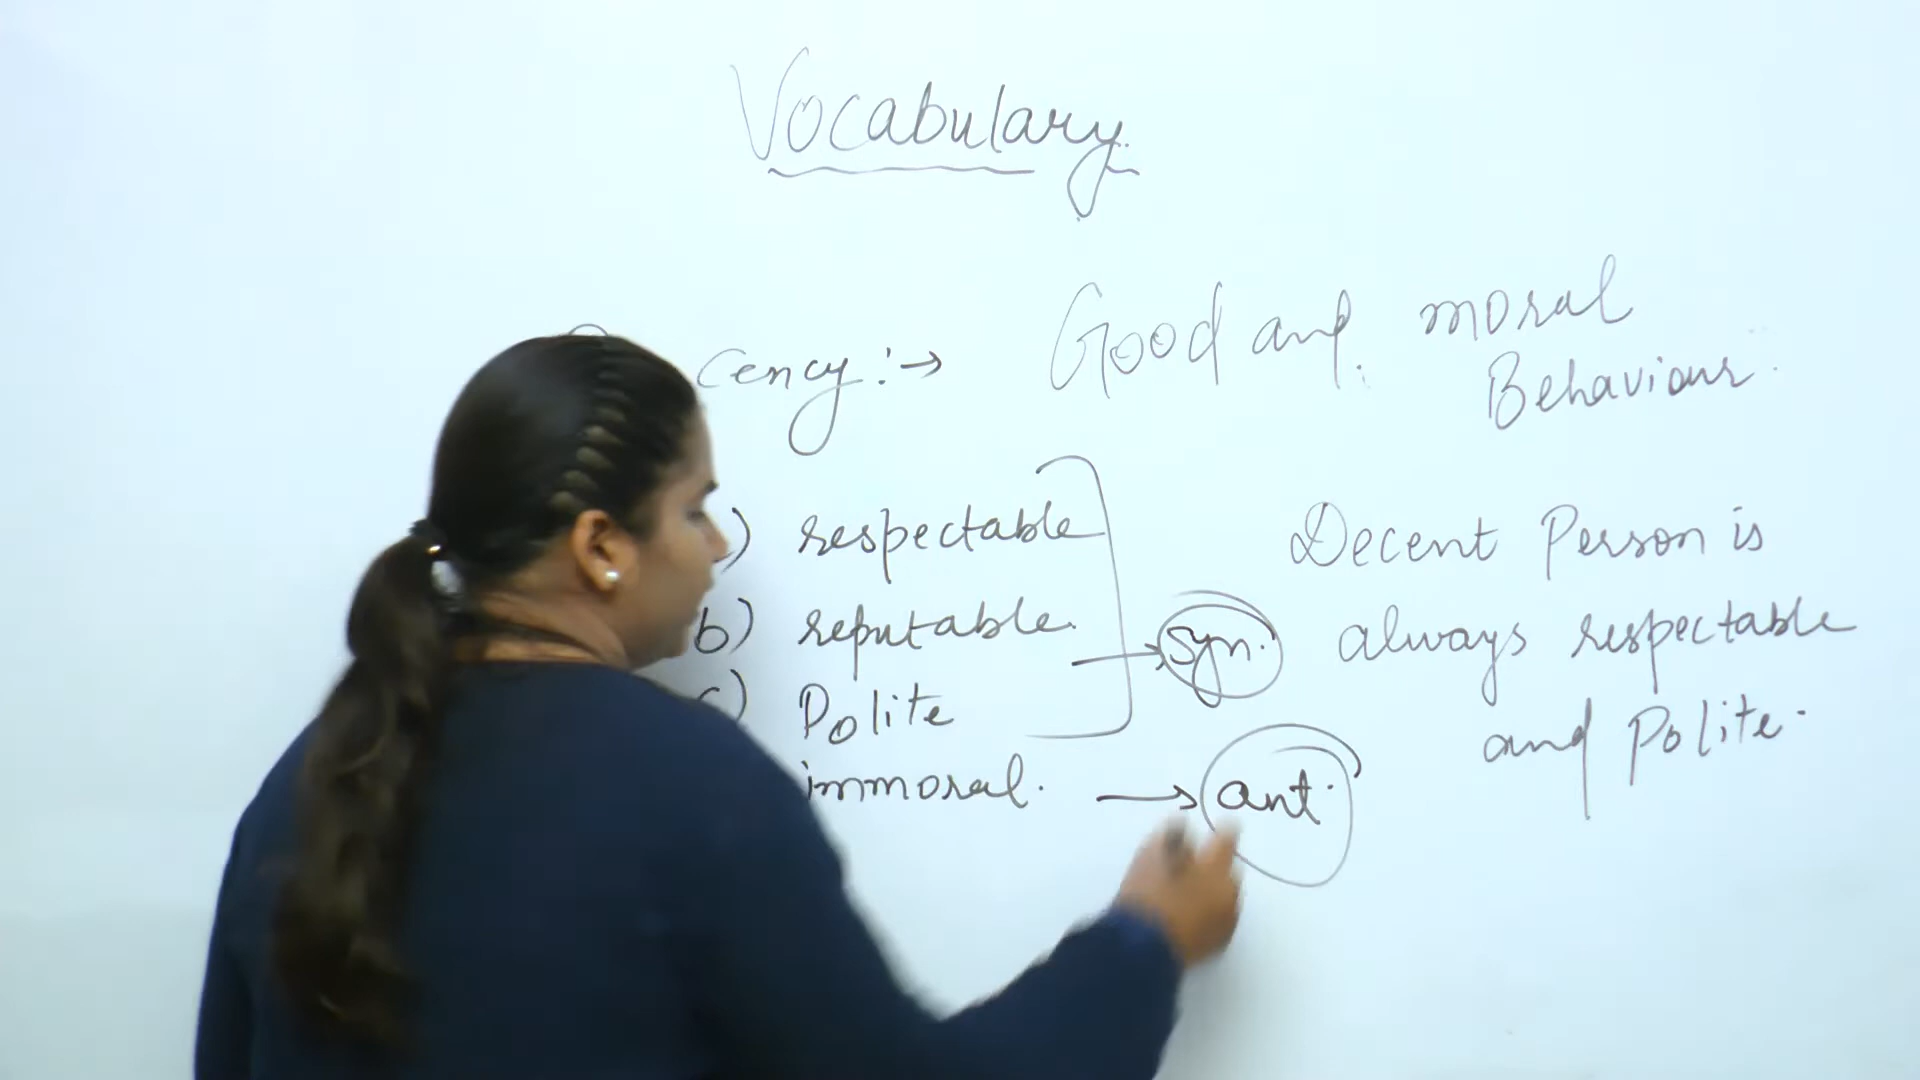 Vocabulary.
cency :→ Good and moral
Behaviour.
) respectable
b) reputable.
c) Polite
immoral. → ant.
→ syn.
Decent Person is
always respectable
and Polite.